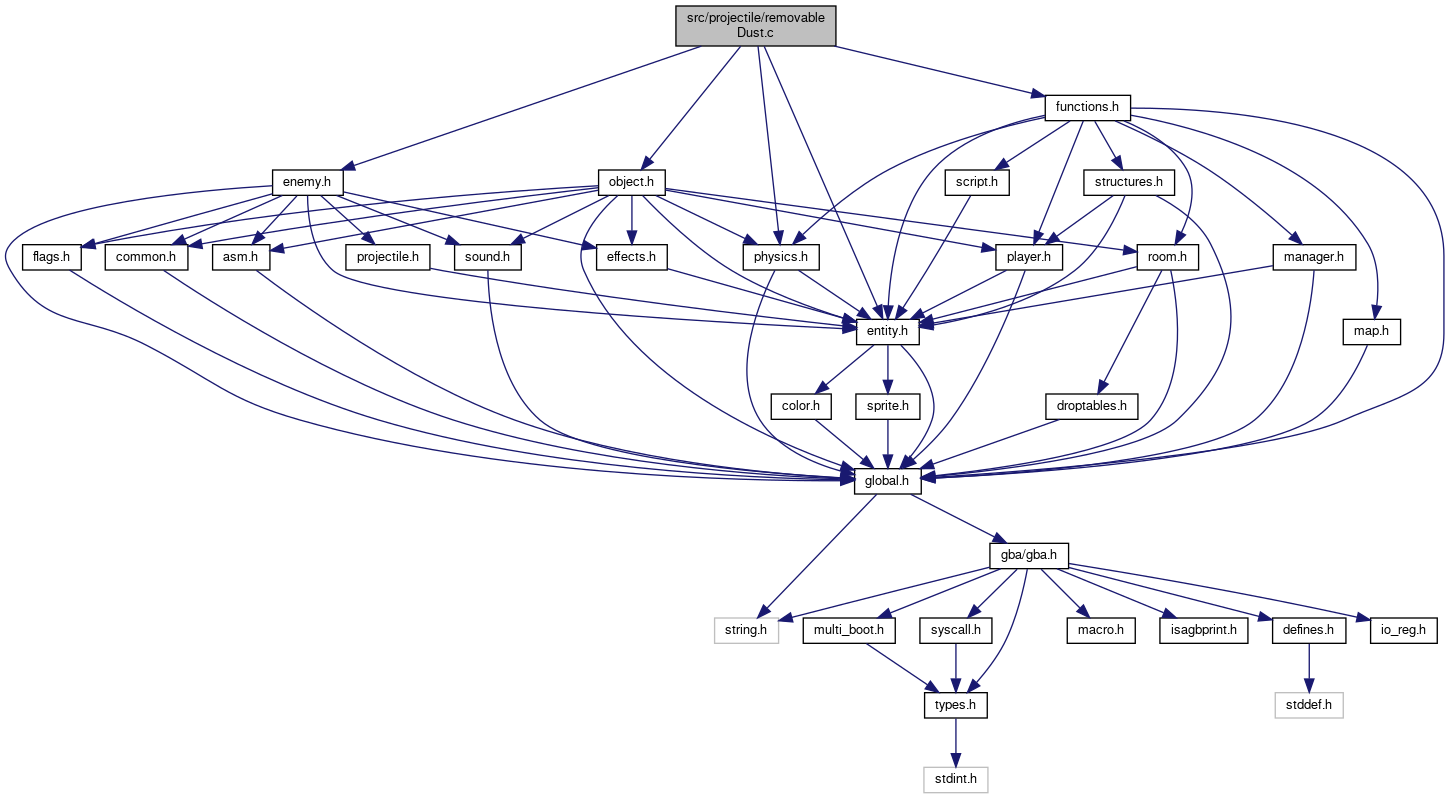 src/projectile/removable
Dust.c
functions.h
enemy.h
object.h
script.h
structures.h
flags.h
common.h
asm.h
projectile.h
sound.h
effects.h
physics.h
player.h
room.h
manager.h
entity.h
map.h
color.h
sprite.h
droptables.h
global.h
gba/gba.h
string.h
multi_boot.h
syscall.h
macro.h
isagbprint.h
defines.h
io_reg.h
types.h
stddef.h
stdint.h